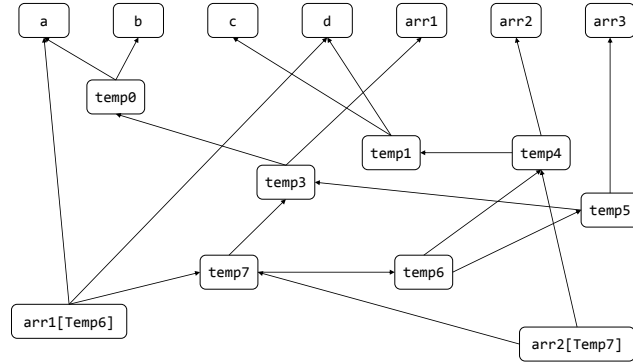 a
b
c
d
arr1
arr2
arr3
temp0
temp1
temp4
temp3
temp5
temp7
temp6
arr1[Temp6]
arr2[Temp7]